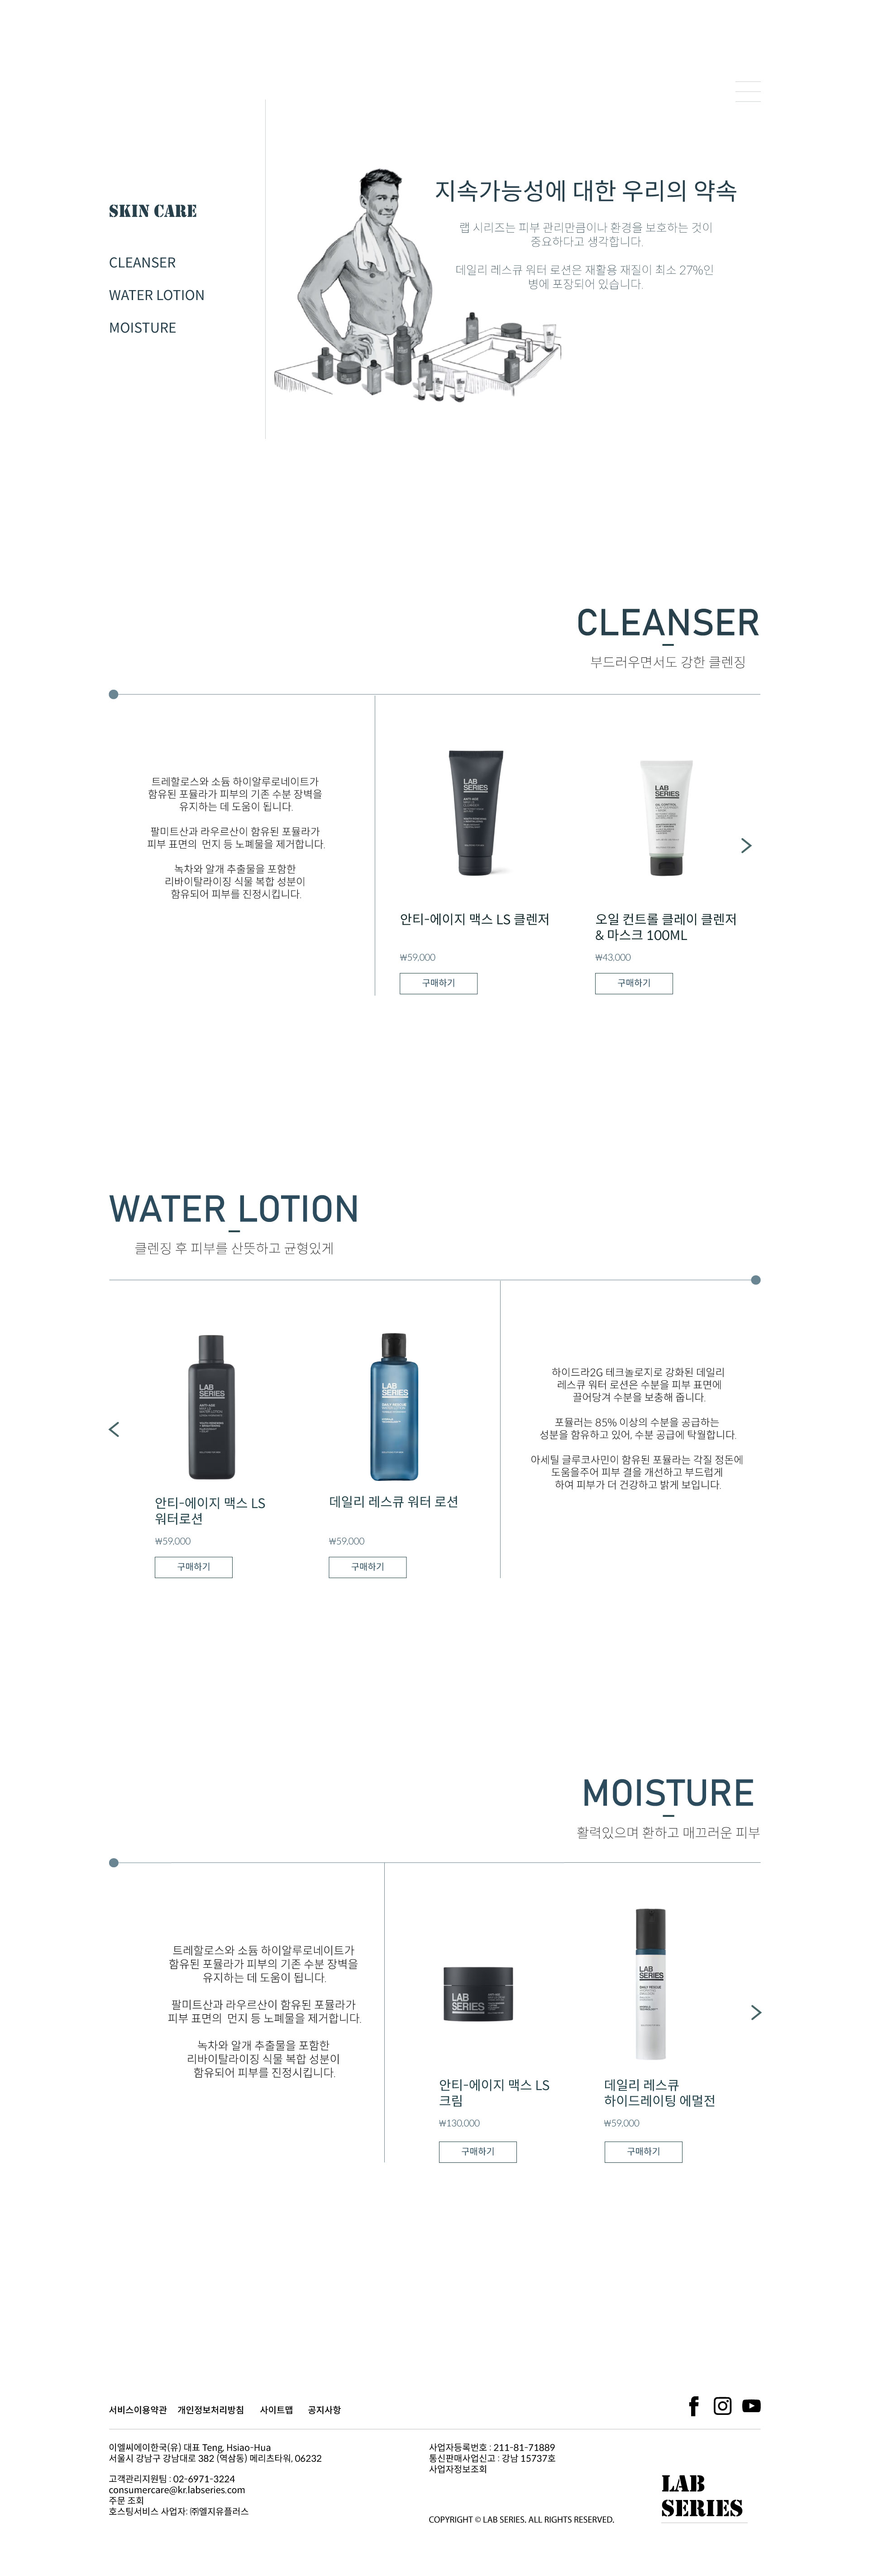 SKIN CARE
CLEANSER
WATER LOTION
MOISTURE
지속가능성에 대한 우리의 약속
랩 시리즈는 피부 관리만큼이나 환경을 보호하는 것이
중요하다고 생각합니다.
데일리 레스큐 워터 로션은 재활용 재질이 최소 27%인
병에 포장되어 있습니다.
CLEANSER
부드러우면서도 강한 클렌징
트레할로스와 소듐 하이알루로네이트가
함유된 포뮬라가 피부의 기존 수분 장벽을
유지하는 데 도움이 됩니다.
팔미트산과 라우르산이 함유된 포뮬라가
피부 표면의 먼지 등 노폐물을 제거합니다.
녹차와 알개 추출물을 포함한
리바이탈라이징 식물 복합 성분이
함유되어 피부를 진정시킵니다.
LAB
SERIES
LAB
SERIES
안티-에이지 맥스 LS 클렌저
₩59,000
구매하기
오일 컨트롤 클레이 클렌저
& 마스크 100ML
₩43,000
구매하기
WATER LOTION
클렌징 후 피부를 산뜻하고 균형있게
LAB
SERIES
LAB
SERIES
안티-에이지 맥스 LS
워터로션
₩59,000
구매하기
데일리 레스큐 워터 로션
₩59,000
구매하기
하이드라2G 테크놀로지로 강화된 데일리
레스큐 워터 로션은 수분을 피부 표면에
끌어당겨 수분을 보충해 줍니다.
포뮬러는 85% 이상의 수분을 공급하는
성분을 함유하고 있어, 수분 공급에 탁월합니다.
아세틸 글루코사민이 함유된 포뮬라는 각질 정돈에
도움을주어 피부 결을 개선하고 부드럽게
하여 피부가 더 건강하고 밝게 보입니다.
MOISTURE
활력있으며 환하고 매끄러운 피부
트레할로스와 소듐 하이알루로네이트가
함유된 포뮬라가 피부의 기존 수분 장벽을
유지하는 데 도움이 됩니다.
팔미트산과 라우르산이 함유된 포뮬라가
피부 표면의 먼지 등 노폐물을 제거합니다.
녹차와 알개 추출물을 포함한
리바이탈라이징 식물 복합 성분이
함유되어 피부를 진정시킵니다.
LAB
SERIES
LAB
SERIES
안티-에이지 맥스 LS
크림
₩130,000
구매하기
데일리 레스큐
하이드레이팅 에멀전
₩59,000
구매하기
서비스이용약관 개인정보처리방침 사이트맵 공지사항
이엘씨에이한국(유) 대표 Teng, Hsiao-Hua
서울시 강남구 강남대로 382 (역삼동) 메리츠타워, 06232
고객관리지원팀 : 02-6971-3224
consumercare@kr.labseries.com
주문 조회
호스팅서비스 사업자: ㈜엘지유플러스
사업자등록번호 : 211-81-71889
통신판매사업신고 : 강남 15737호
사업자정보조회
COPYRIGHT © LAB SERIES. ALL RIGHTS RESERVED.
LAB
SERIES